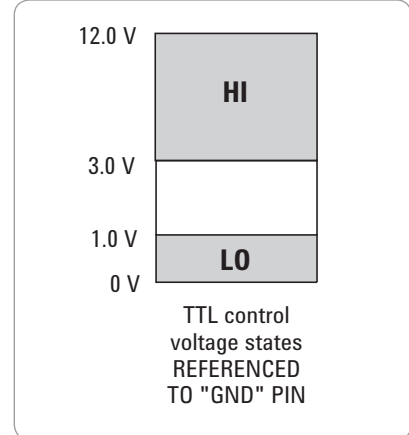 12.0 V
HI
3.0 V
1.0 V
LO
0 V
TTL control
voltage states
REFERENCED
TO "GND" PIN